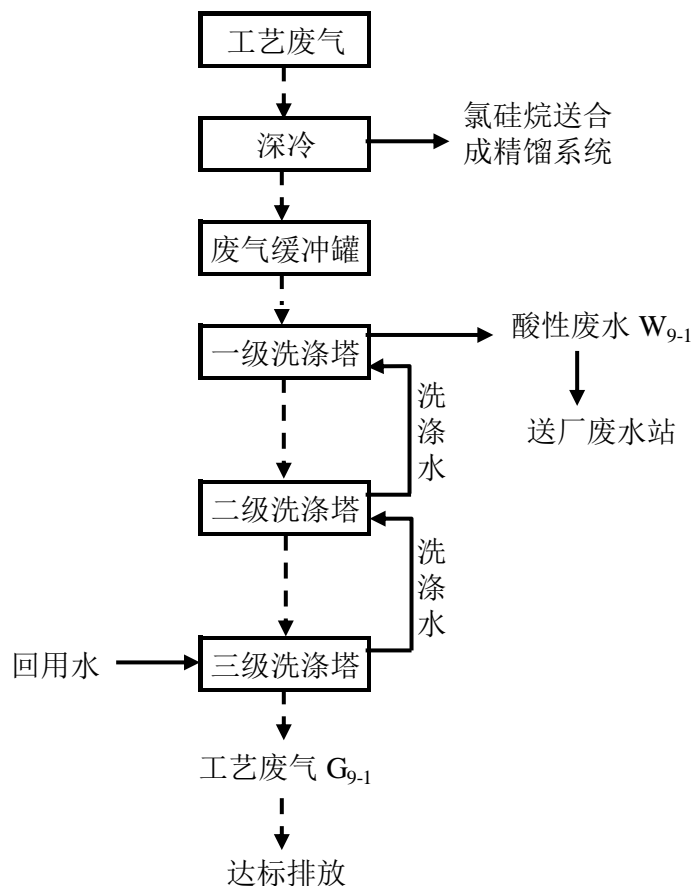 工艺废气
深冷
氯硅烷送合
成精馏系统
废气缓冲罐
一级洗涤塔
酸性废水 W9-1
送厂废水站
洗
涤
水
二级洗涤塔
洗
涤
水
回用水
三级洗涤塔
工艺废气 G9-1
达标排放